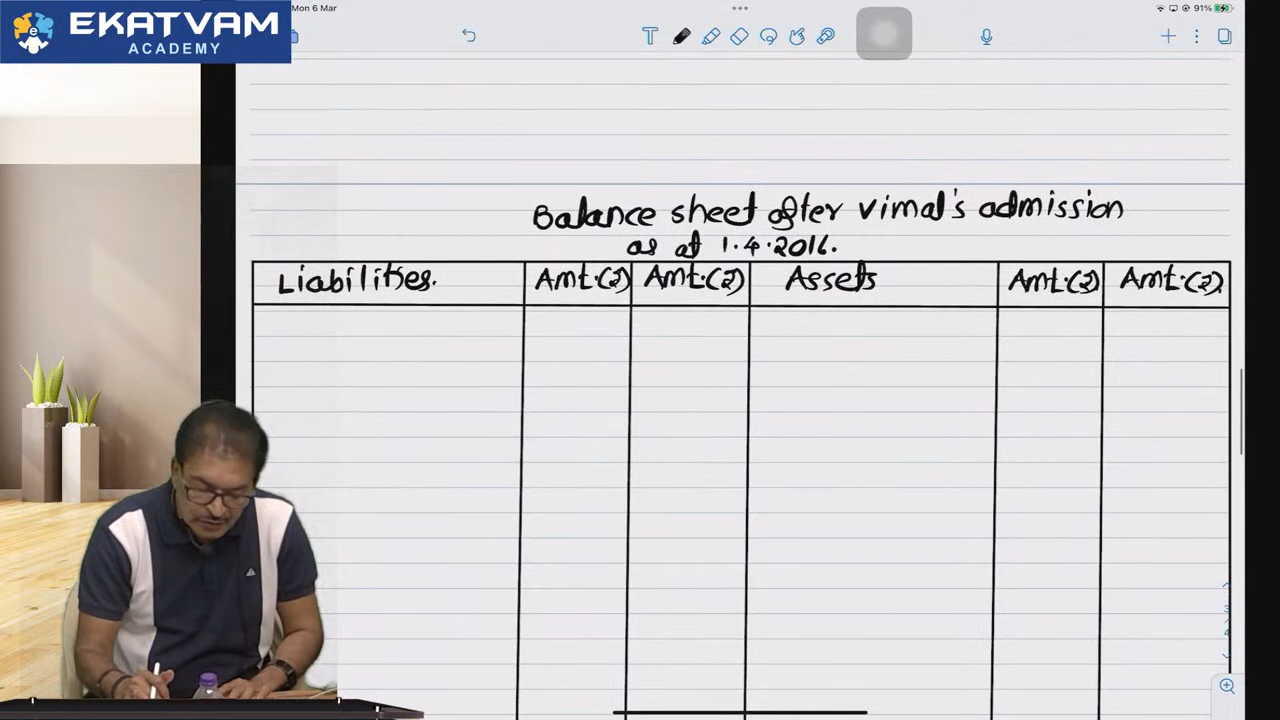 EKATVAM
ACADEMY
Mon 6 Mar
91%
Balance sheet after Vimal's admission
as at 1.4.2016.
Liabilities. Amt.(₹) Amt.(₹) Assets Amt.(₹) Amt.(₹)